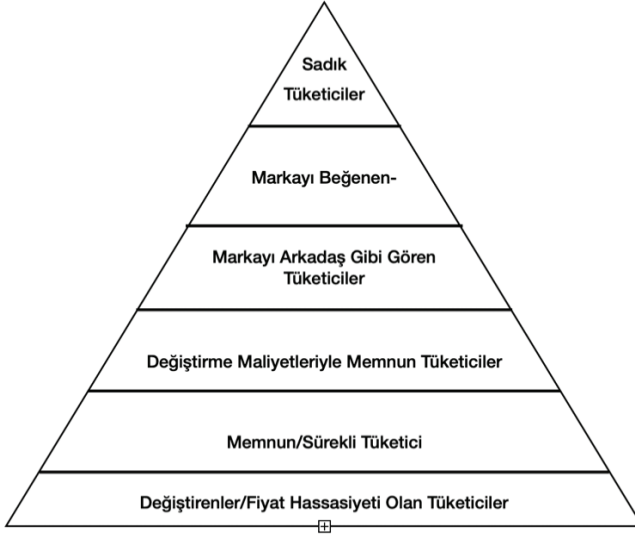 Sadık
Tüketiciler
Markayı Beğenen-
Markayı Arkadaş Gibi Gören
Tüketiciler
Değiştirme Maliyetleriyle Memnun Tüketiciler
Memnun/Sürekli Tüketici
Değiştirenler/Fiyat Hassasiyeti Olan Tüketiciler